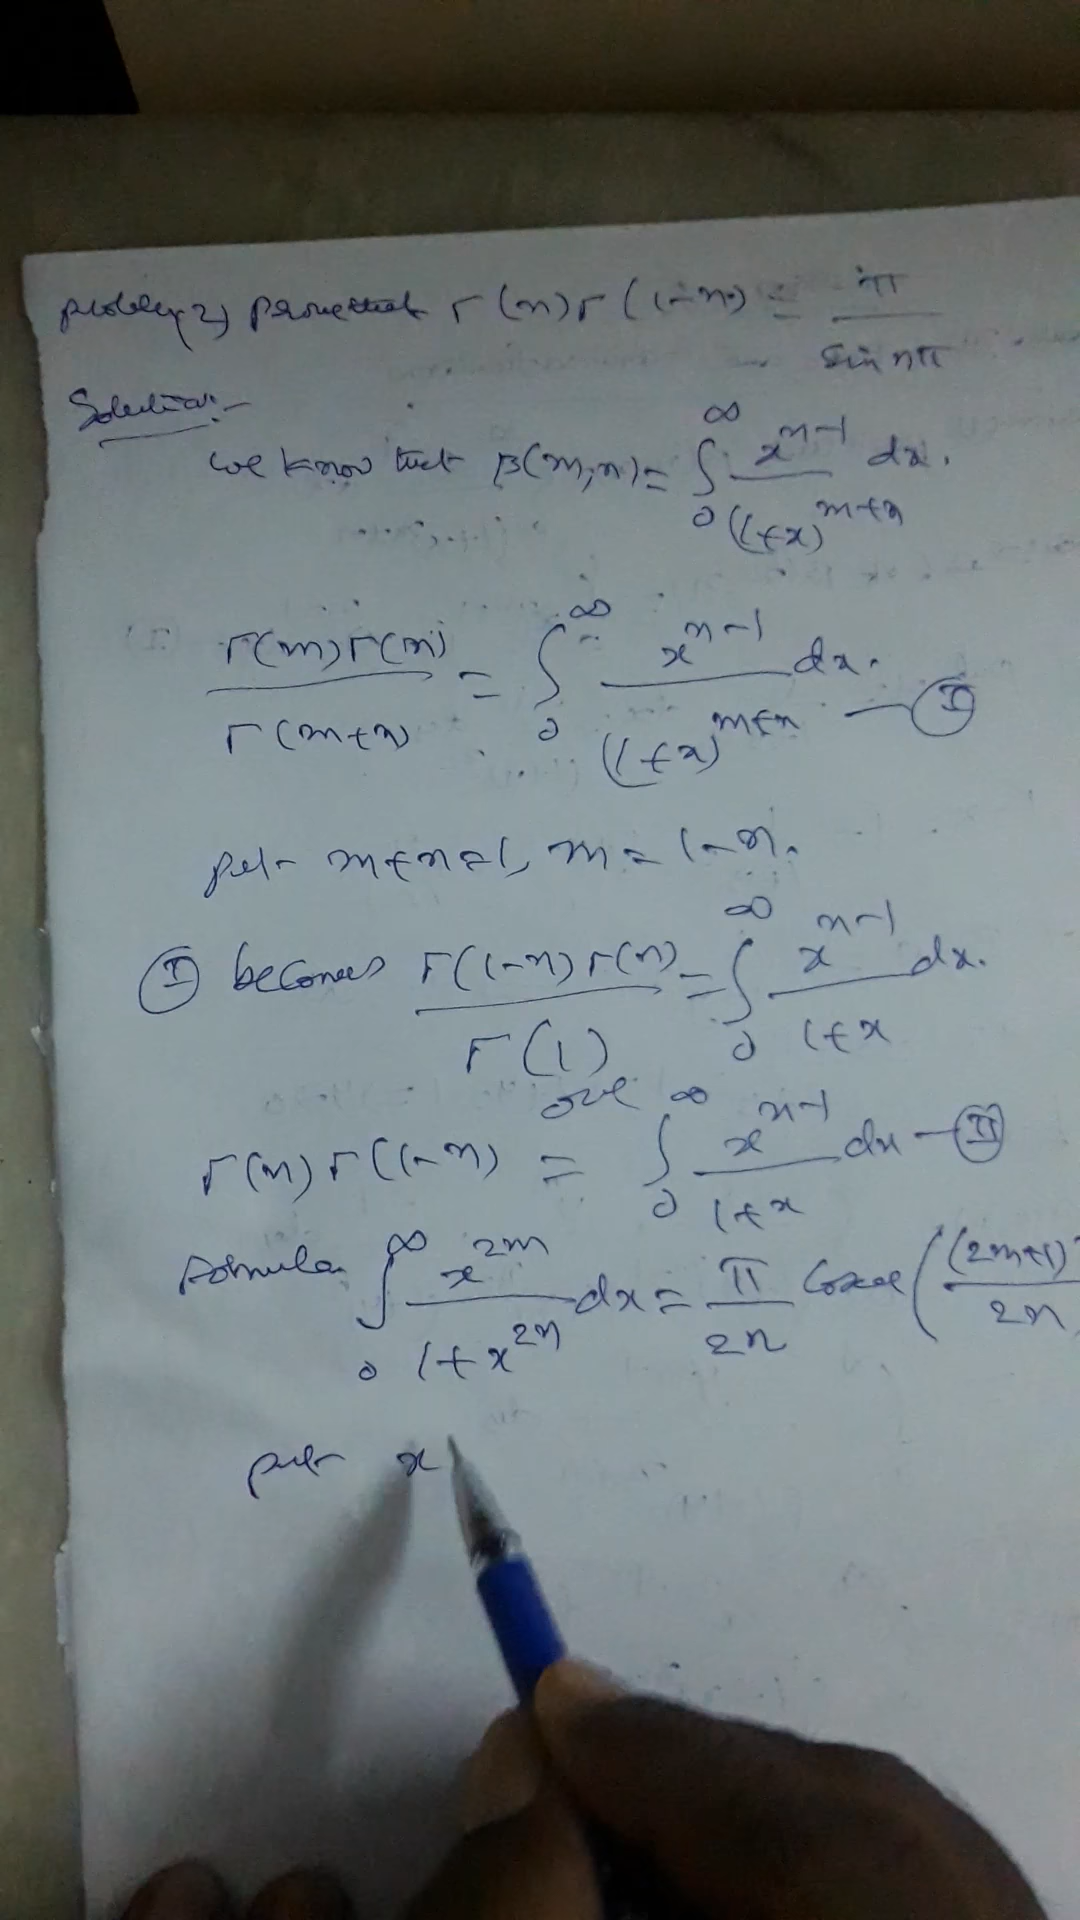 problem 2) prove that Γ(n)Γ(1-n) = π / sin nπ
Solution:-
we know that β(m,n) = ∫₀^∞ x^(n-1) / (1+x)^(m+n) dx.
Γ(m)Γ(n) / Γ(m+n) = ∫₀^∞ x^(n-1) / (1+x)^(m+n) dx. — Ⓘ
put m+n=1, m = 1-n.
Ⓘ becomes Γ(1-n)Γ(n) / Γ(1) = ∫₀^∞ x^(n-1) / 1+x dx.
Γ(n)Γ(1-n) = ∫₀^∞ x^(n-1) / 1+x dx — Ⅱ
Formula ∫₀^∞ x^(2m) / 1+x^(2n) dx = π / 2n Cosec ((2m+1) / 2n
put x